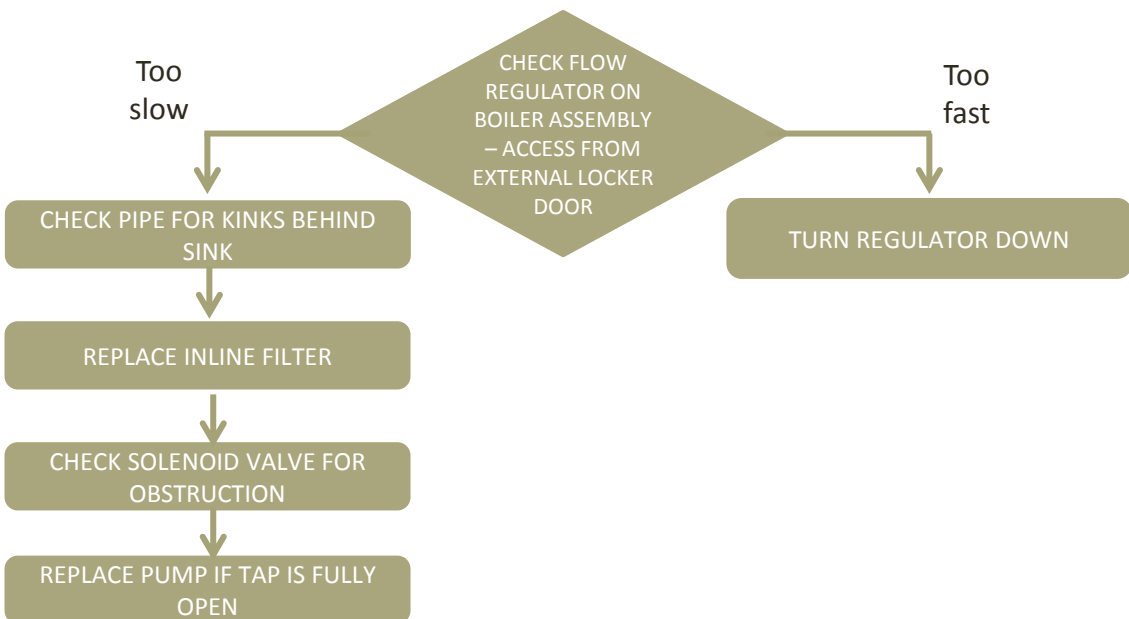 Too
slow
CHECK FLOW
REGULATOR ON
BOILER ASSEMBLY
– ACCESS FROM
EXTERNAL LOCKER
DOOR
Too
fast
CHECK PIPE FOR KINKS BEHIND
SINK
TURN REGULATOR DOWN
REPLACE INLINE FILTER
CHECK SOLENOID VALVE FOR
OBSTRUCTION
REPLACE PUMP IF TAP IS FULLY
OPEN